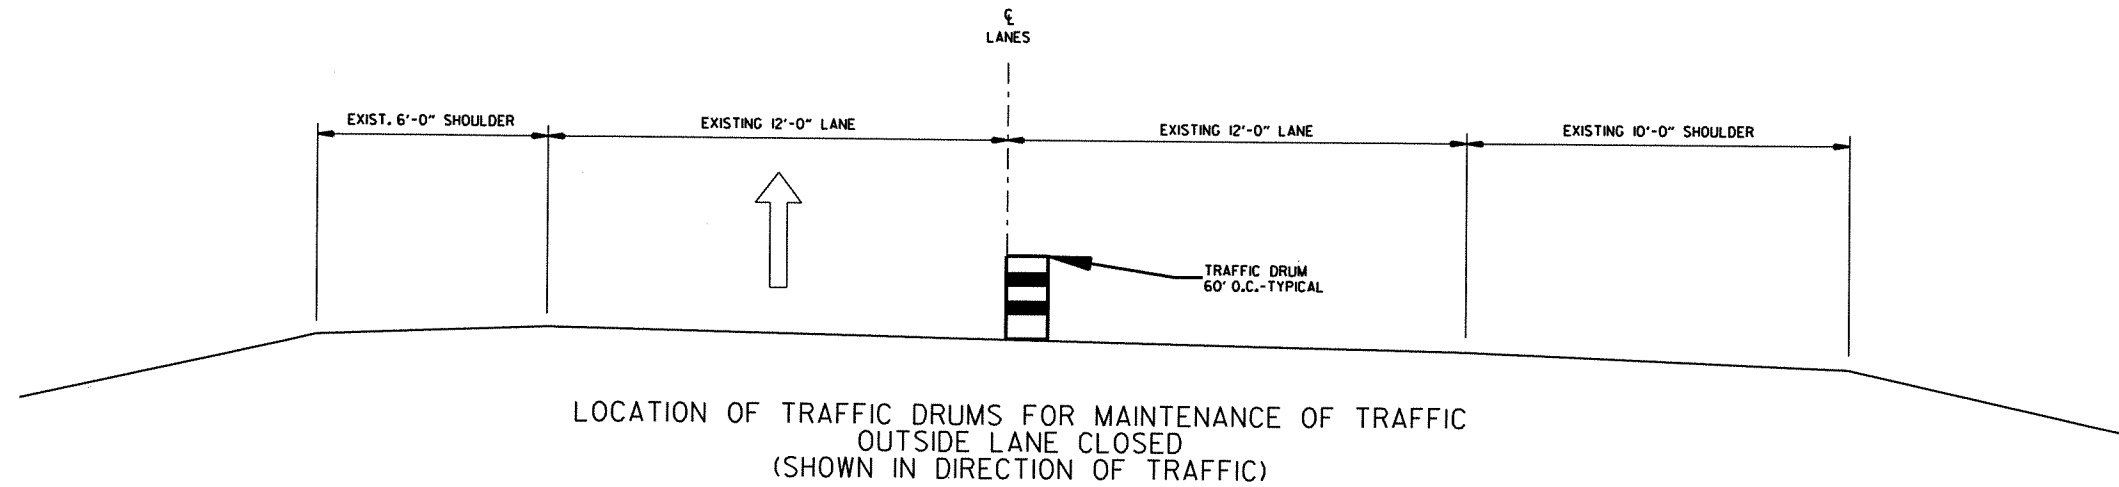 ℄
LANES
EXIST. 6'-0" SHOULDER
EXISTING 12'-0" LANE
EXISTING 12'-0" LANE
EXISTING 10'-0" SHOULDER
TRAFFIC DRUM
60' O.C.-TYPICAL
LOCATION OF TRAFFIC DRUMS FOR MAINTENANCE OF TRAFFIC
OUTSIDE LANE CLOSED
(SHOWN IN DIRECTION OF TRAFFIC)